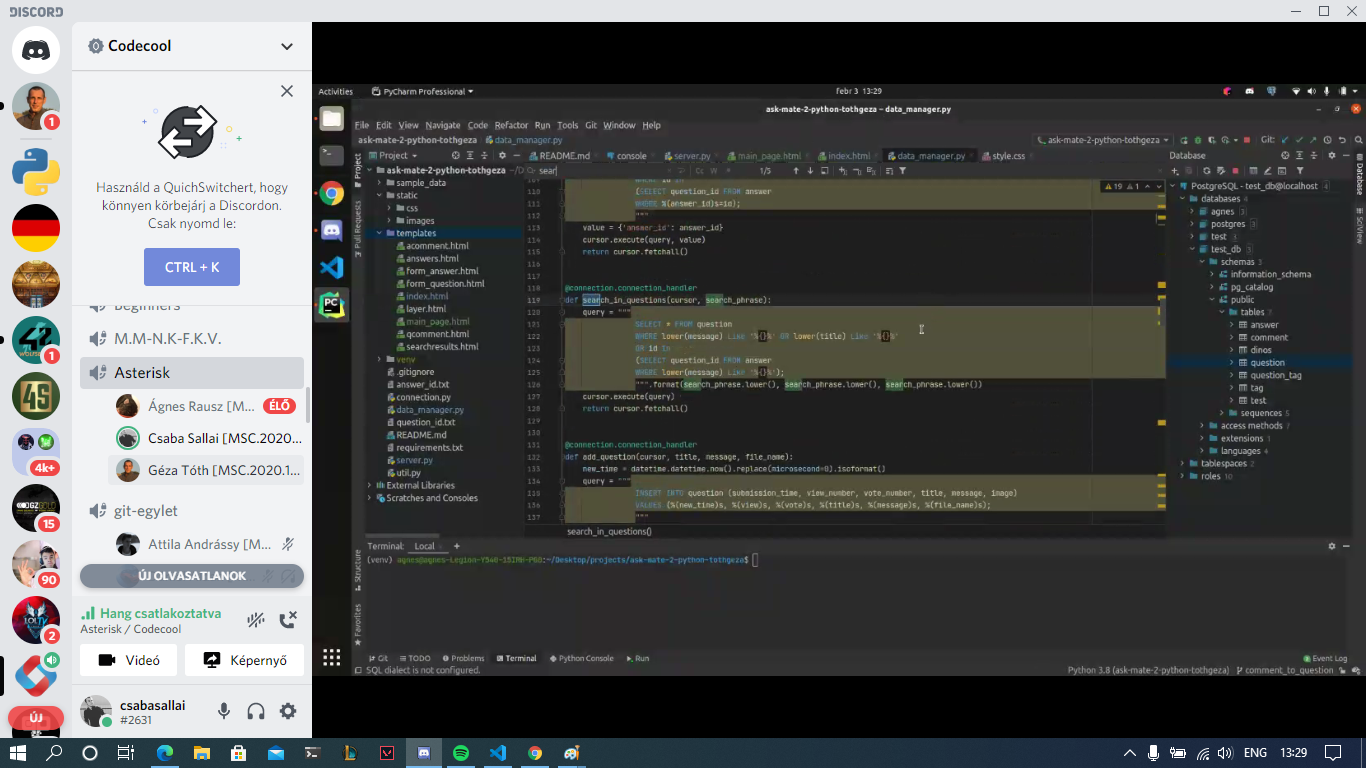 DISCORD
Codecool
Használd a QuichSwitchert, hogy
könnyen körbejárj a Discordon.
Csak nyomd le:
CTRL + K
Beginners
M.M-N.K-F.K.V.
Asterisk
Ágnes Rausz [M...
ÉLŐ
Csaba Sallai [MSC.2020...
Géza Tóth [MSC.2020.1...
git-egylet
Attila Andrássy [M...
ÚJ OLVASATLANOK
Hang csatlakoztatva
Asterisk / Codecool
Videó
Képernyő
csabasallai
#2631
1
1
4k+
15
90
2
ÚJ
Activities
PyCharm Professional
Febr 3 13:29
ask-mate-2-python-tothgeza – data_manager.py
File Edit View Navigate Code Refactor Run Tools Git Window Help
ask-mate-2-python-tothgeza
data_manager.py
ask-mate-2-python-tothgeza
Git:
Project
README.md
console
server.py
main_page.html
index.html
data_manager.py
style.css
Database
sear
Cc W
1/5
ask-mate-2-python-tothgeza
sample_data
static
css
images
templates
acomment.html
answers.html
form_answer.html
form_question.html
index.html
layer.html
main_page.html
qcomment.html
searchresults.html
venv
.gitignore
answer_id.txt
connection.py
data_manager.py
question_id.txt
README.md
requirements.txt
server.py
util.py
External Libraries
Scratches and Consoles
19 1
110 (SELECT question_id FROM answer
111 WHERE %(answer_id)s=id);
112 """
113 value = {'answer_id': answer_id}
114 cursor.execute(query, value)
115 return cursor.fetchall()
116
117
118 @connection.connection_handler
119 def search_in_questions(cursor, search_phrase):
120 query = """
121 SELECT * FROM question
122 WHERE lower(message) LIKE '%{}%' OR lower(title) LIKE '%{}%'
123 OR id in
124 (SELECT question_id FROM answer
125 WHERE lower(message) LIKE '%{}%');
126 """.format(search_phrase.lower(), search_phrase.lower(), search_phrase.lower())
127 cursor.execute(query)
128 return cursor.fetchall()
129
130
131 @connection.connection_handler
132 def add_question(cursor, title, message, file_name):
133 new_time = datetime.datetime.now().replace(microsecond=0).isoformat()
134 query = """
135 INSERT INTO question (submission_time, view_number, vote_number, title, message, image)
136 VALUES (%(new_time)s, %(view)s, %(vote)s, %(title)s, %(message)s, %(file_name)s);
137 """
search_in_questions()
PostgreSQL - test_db@localhost 4
databases 4
agnes 3
postgres 3
test 3
test_db 3
schemas 3
information_schema
pg_catalog
public
tables 7
answer
comment
dinos
question
question_tag
tag
test
sequences 5
access methods 7
extensions 1
languages 4
tablespaces 2
roles 10
Pull Requests
Structure
Favorites
Database
SciView
Terminal: Local +
(venv) agnes@agnes-Legion-Y540-15IRH-PG0:~/Desktop/projects/ask-mate-2-python-tothgeza$
Git
TODO
Problems
Terminal
Python Console
Run
Event Log
SQL dialect is not configured.
Python 3.8 (ask-mate-2-python-tothgeza)
comment_to_question
ENG
13:29